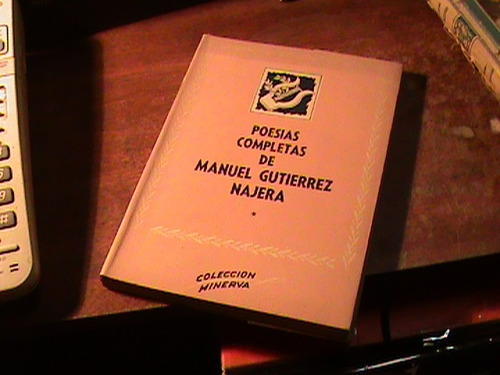 POESIAS
COMPLETAS
DE
MANUEL GUTIERREZ
NAJERA
*
COLECCION
MINERVA